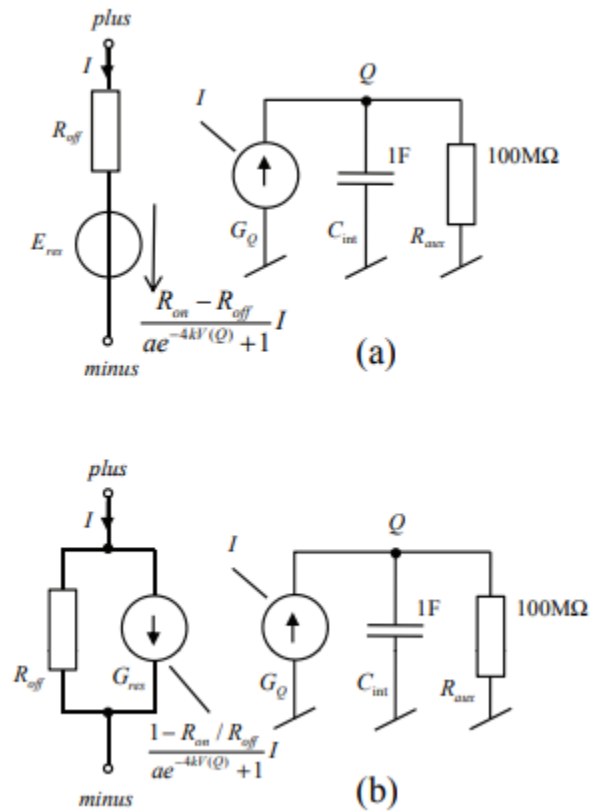 plus
I
R_off
E_res
R_on − R_off
ae^−4kV(Q) + 1
I
I
G_Q
Q
1F
C_int
100MΩ
R_aux
minus
(a)
plus
I
R_off
G_res
1 − R_on / R_off
ae^−4kV(Q) + 1
I
I
G_Q
Q
1F
C_int
100MΩ
R_aux
minus
(b)